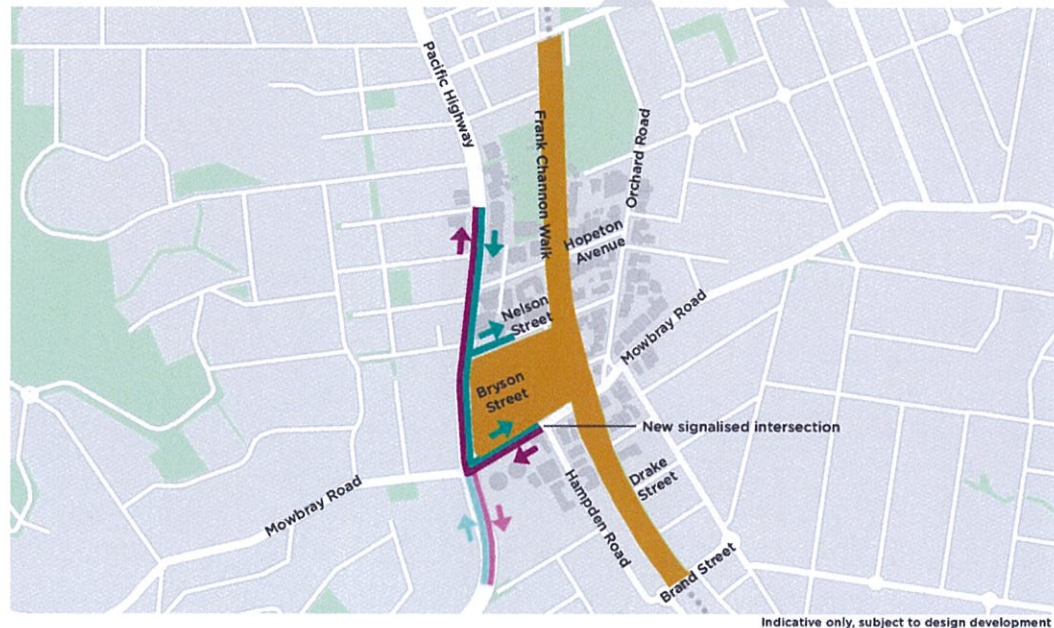 Pacific Highway
Frank Channon Walk
Orchard Road
Hopeton
Avenue
Nelson
Street
Mowbray Road
Bryson
Street
New signalised intersection
Drake
Street
Hampden Road
Mowbray Road
Brand Street
Indicative only, subject to design development